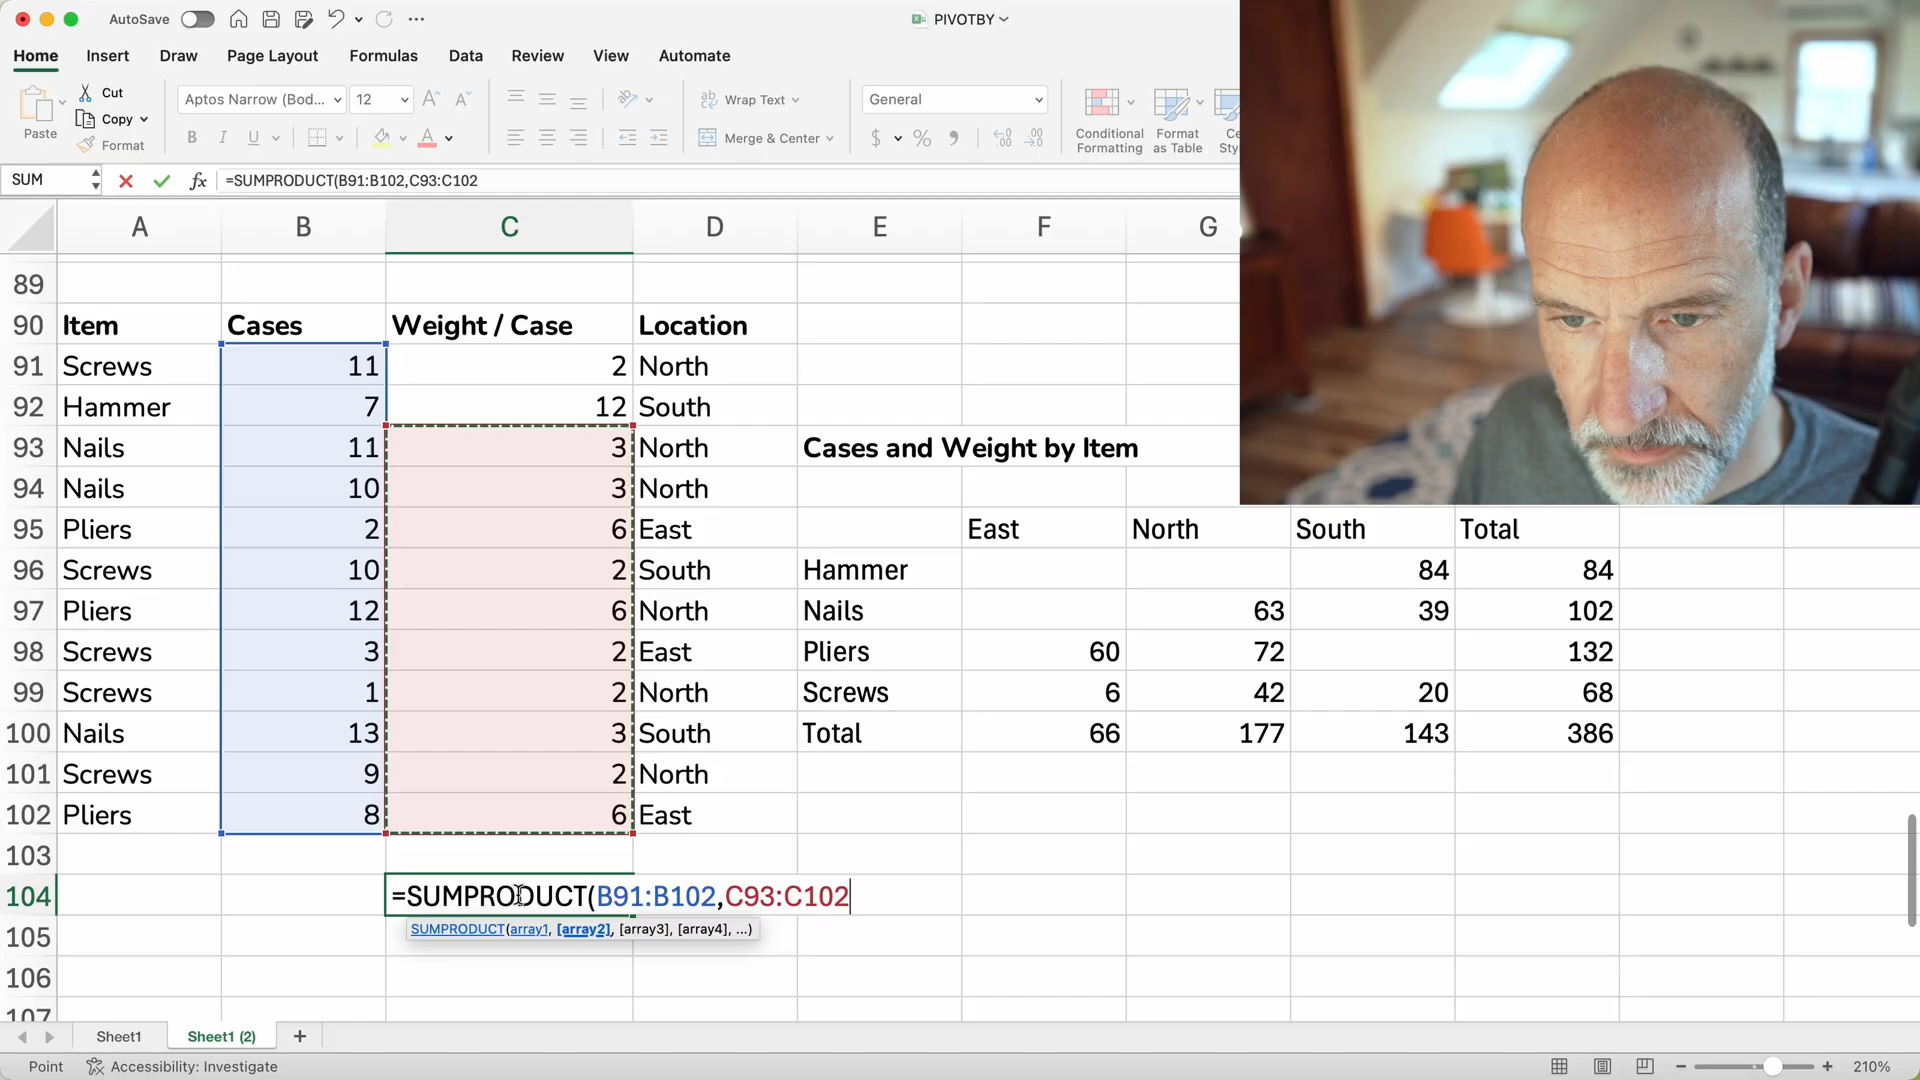 AutoSave PIVOTBY
Home Insert Draw Page Layout Formulas Data Review View Automate
Paste Cut Copy Format
Aptos Narrow (Bod... 12
Wrap Text
Merge & Center
General
$ % 
Conditional Formatting
Format as Table
SUM fx =SUMPRODUCT(B91:B102,C93:C102
A B C D E F G
89
90 Item Cases Weight / Case Location
91 Screws 11 2 North
92 Hammer 7 12 South
93 Nails 11 3 North Cases and Weight by Item
94 Nails 10 3 North
95 Pliers 2 6 East East North South Total
96 Screws 10 2 South Hammer 84 84
97 Pliers 12 6 North Nails 63 39 102
98 Screws 3 2 East Pliers 60 72 132
99 Screws 1 2 North Screws 6 42 20 68
100 Nails 13 3 South Total 66 177 143 386
101 Screws 9 2 North
102 Pliers 8 6 East
103
104 =SUMPRODUCT(B91:B102,C93:C102
105 SUMPRODUCT(array1, [array2], [array3], [array4], ...)
106
107
Sheet1 Sheet1 (2) +
Point Accessibility: Investigate 210%